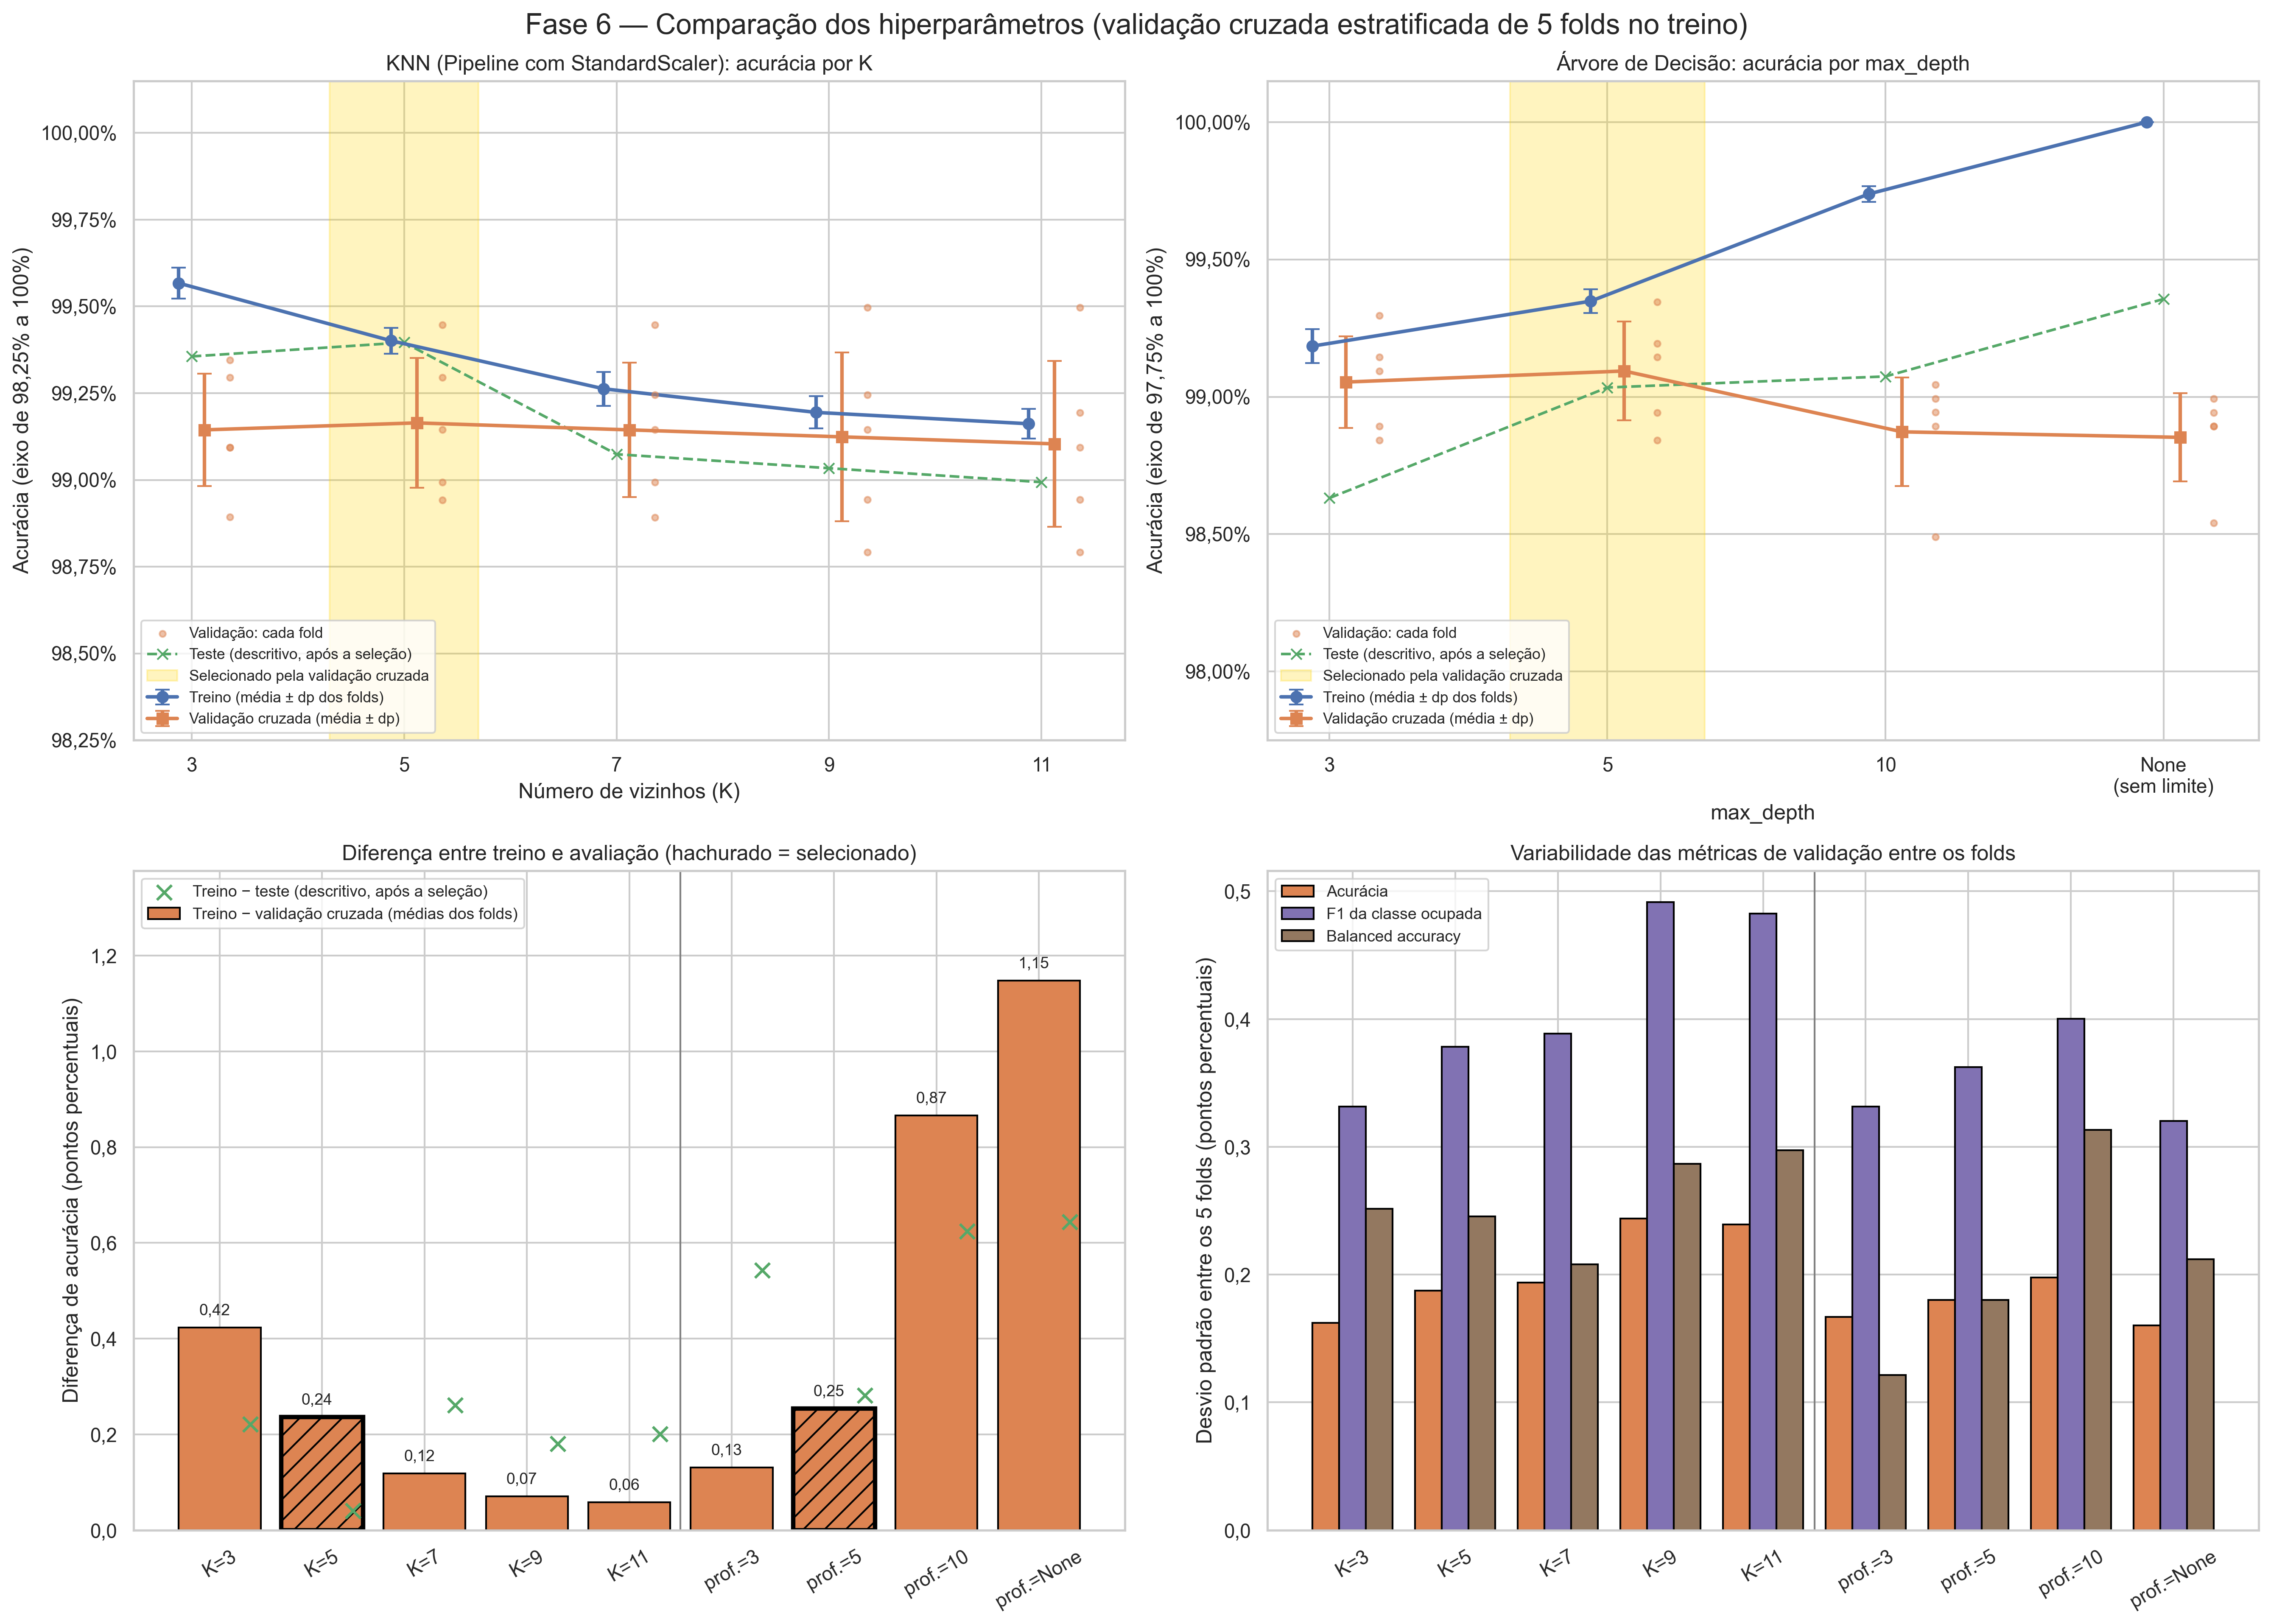 Fase 6 — Comparação dos hiperparâmetros (validação cruzada estratificada de 5 folds no treino)
KNN (Pipeline com StandardScaler): acurácia por K
Acurácia (eixo de 98,25% a 100%)
100,00%
99,75%
99,50%
99,25%
99,00%
98,75%
98,50%
98,25%
Validação: cada fold
Teste (descritivo, após a seleção)
Selecionado pela validação cruzada
Treino (média ± dp dos folds)
Validação cruzada (média ± dp)
3
5
7
9
11
Número de vizinhos (K)
Árvore de Decisão: acurácia por max_depth
Acurácia (eixo de 97,75% a 100%)
100,00%
99,50%
99,00%
98,50%
98,00%
Validação: cada fold
Teste (descritivo, após a seleção)
Selecionado pela validação cruzada
Treino (média ± dp dos folds)
Validação cruzada (média ± dp)
3
5
10
None
(sem limite)
max_depth
Diferença entre treino e avaliação (hachurado = selecionado)
Diferença de acurácia (pontos percentuais)
Treino − teste (descritivo, após a seleção)
Treino − validação cruzada (médias dos folds)
1,2
1,0
0,8
0,6
0,4
0,2
0,0
0,42
0,24
0,12
0,07
0,06
0,13
0,25
0,87
1,15
K=3
K=5
K=7
K=9
K=11
prof.=3
prof.=5
prof.=10
prof.=None
Variabilidade das métricas de validação entre os folds
Desvio padrão entre os 5 folds (pontos percentuais)
Acurácia
F1 da classe ocupada
Balanced accuracy
0,5
0,4
0,3
0,2
0,1
0,0
K=3
K=5
K=7
K=9
K=11
prof.=3
prof.=5
prof.=10
prof.=None